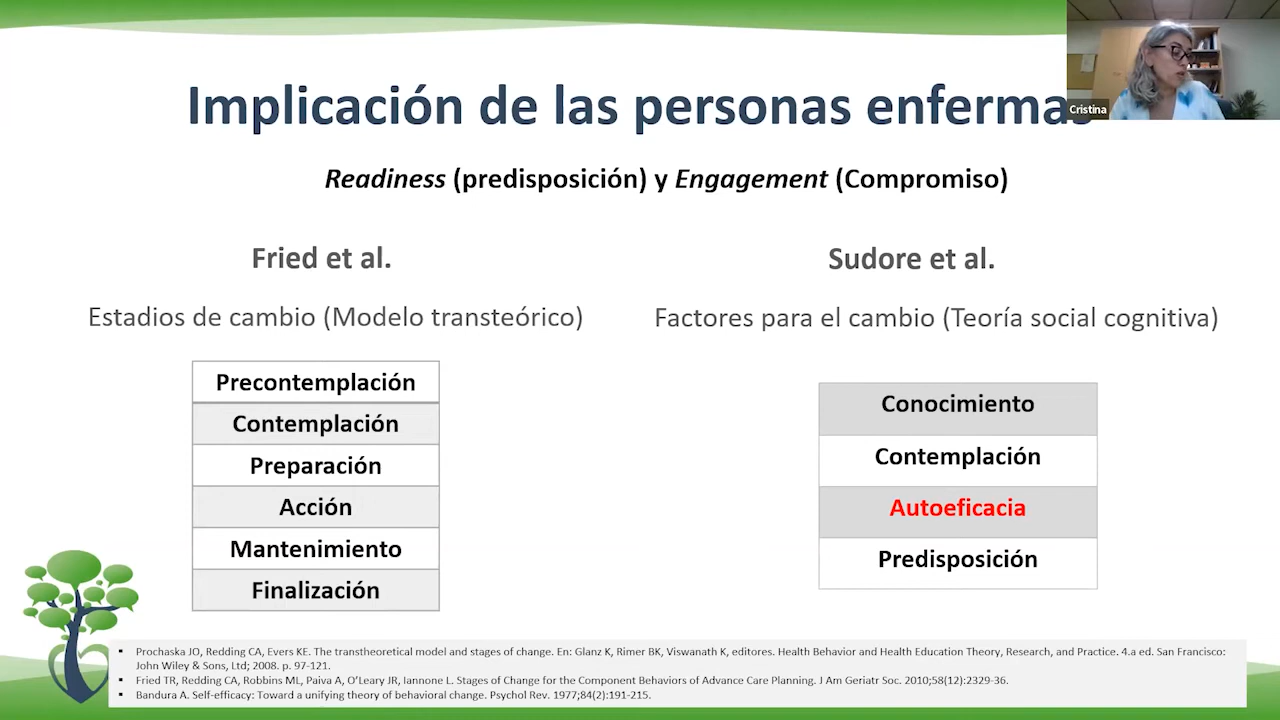 Implicación de las personas enfermas
Cristina
Readiness (predisposición) y Engagement (Compromiso)
Fried et al.
Estadios de cambio (Modelo transteórico)
Precontemplación
Contemplación
Preparación
Acción
Mantenimiento
Finalización
Sudore et al.
Factores para el cambio (Teoría social cognitiva)
Conocimiento
Contemplación
Autoeficacia
Predisposición
▪ Prochaska JO, Redding CA, Evers KE. The transtheoretical model and stages of change. En: Glanz K, Rimer BK, Viswanath K, editores. Health Behavior and Health Education Theory, Research, and Practice. 4.a ed. San Francisco:
John Wiley & Sons, Ltd; 2008. p. 97-121.
▪ Fried TR, Redding CA, Robbins ML, Paiva A, O’Leary JR, Iannone L. Stages of Change for the Component Behaviors of Advance Care Planning. J Am Geriatr Soc. 2010;58(12):2329-36.
▪ Bandura A. Self-efficacy: Toward a unifying theory of behavioral change. Psychol Rev. 1977;84(2):191-215.